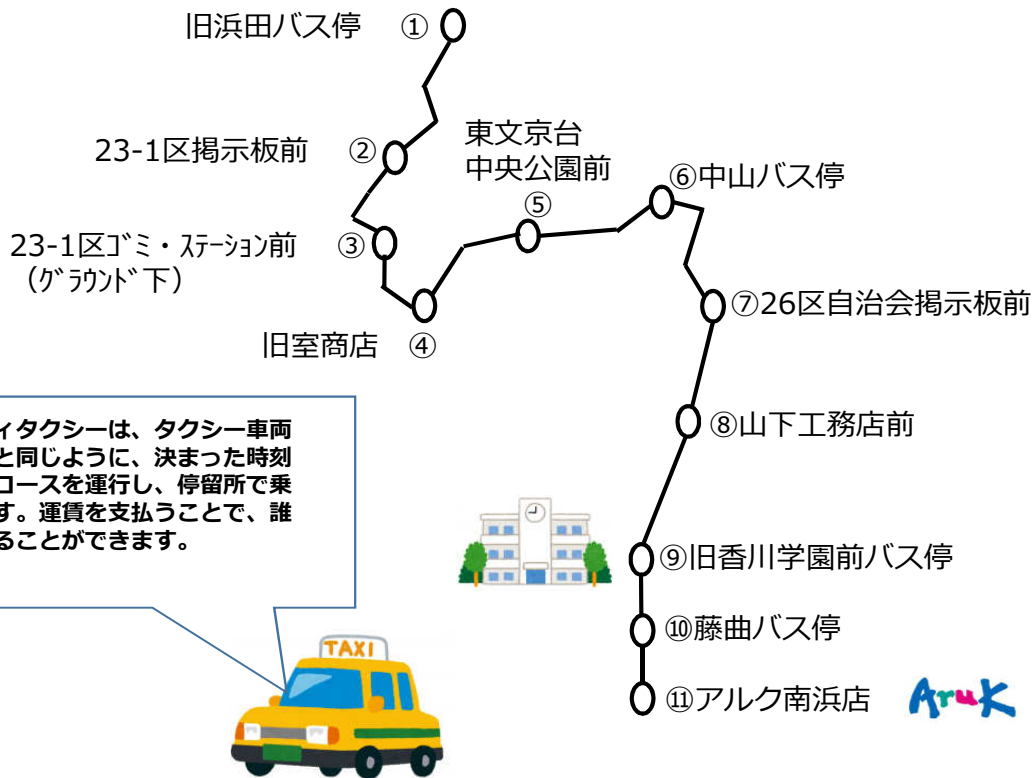 旧浜田バス停 ①
23-1区掲示板前 ②
23-1区ｺﾞﾐ・ｽﾃｰｼｮﾝ前 ③
（ｸﾞﾗｳﾝﾄﾞ下）
旧室商店 ④
東文京台
中央公園前
⑤
⑥中山バス停
⑦26区自治会掲示板前
⑧山下工務店前
⑨旧香川学園前バス停
⑩藤曲バス停
⑪アルク南浜店
Aruk
ィタクシーは、タクシー車両
と同じように、決まった時刻
コースを運行し、停留所で乗
す。運賃を支払うことで、誰
ることができます。
TAXI